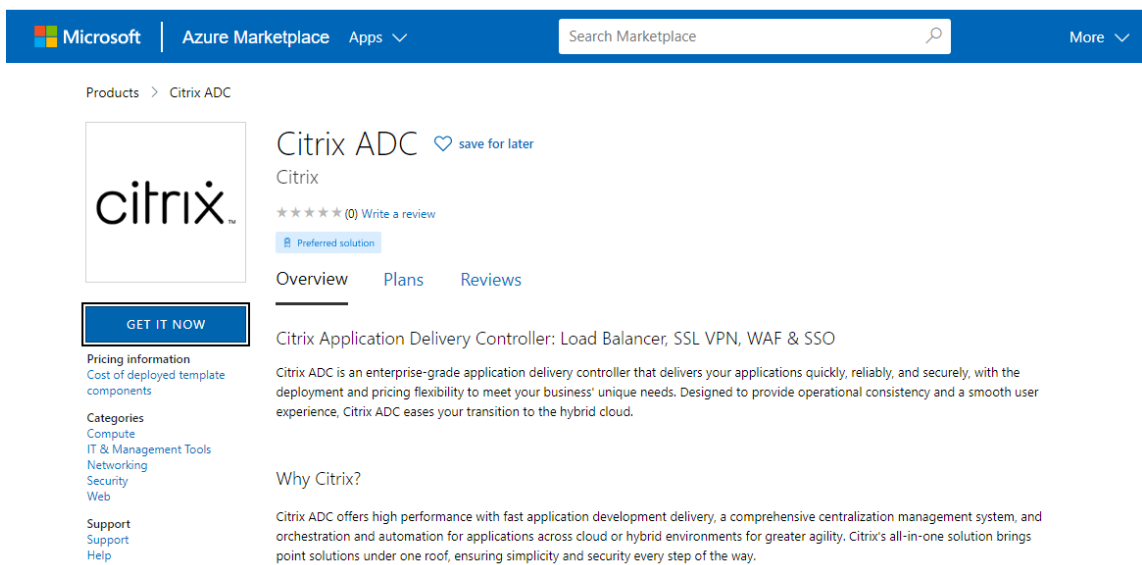 Microsoft
Azure Marketplace
Apps
Search Marketplace
More
Products > Citrix ADC
citrix™
Citrix ADC
save for later
Citrix
(0) Write a review
Preferred solution
Overview
Plans
Reviews
GET IT NOW
Pricing information
Cost of deployed template
components
Categories
Compute
IT & Management Tools
Networking
Security
Web
Support
Support
Help
Citrix Application Delivery Controller: Load Balancer, SSL VPN, WAF & SSO
Citrix ADC is an enterprise-grade application delivery controller that delivers your applications quickly, reliably, and securely, with the
deployment and pricing flexibility to meet your business' unique needs. Designed to provide operational consistency and a smooth user
experience, Citrix ADC eases your transition to the hybrid cloud.
Why Citrix?
Citrix ADC offers high performance with fast application development delivery, a comprehensive centralization management system, and
orchestration and automation for applications across cloud or hybrid environments for greater agility. Citrix's all-in-one solution brings
point solutions under one roof, ensuring simplicity and security every step of the way.